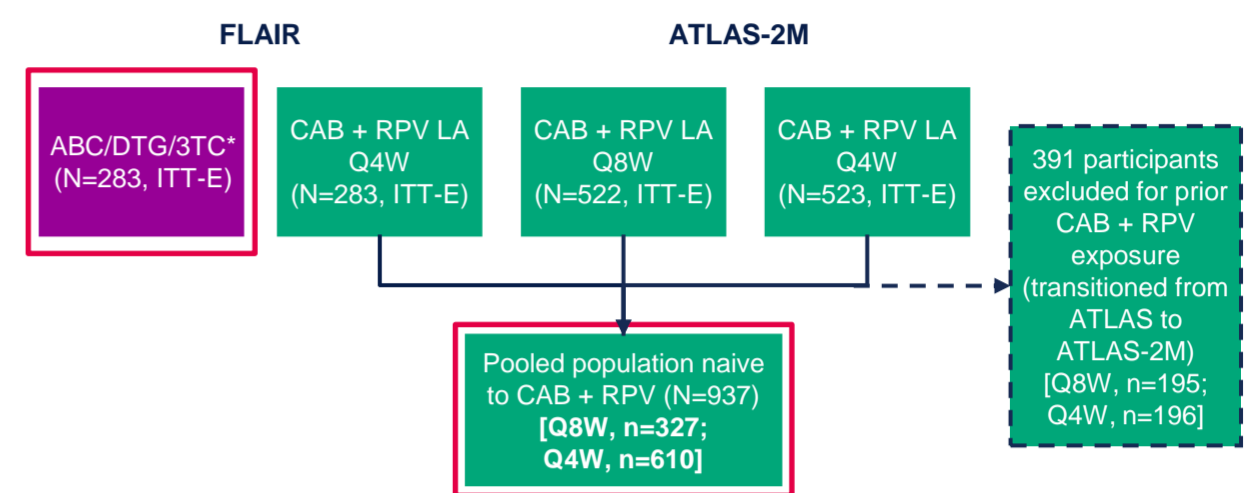 FLAIR
ATLAS-2M
ABC/DTG/3TC*
(N=283, ITT-E)
CAB + RPV LA
Q4W
(N=283, ITT-E)
CAB + RPV LA
Q8W
(N=522, ITT-E)
CAB + RPV LA
Q4W
(N=523, ITT-E)
391 participants
excluded for prior
CAB + RPV
exposure
(transitioned from
ATLAS to
ATLAS-2M)
[Q8W, n=195;
Q4W, n=196]
Pooled population naive
to CAB + RPV (N=937)
[Q8W, n=327;
Q4W, n=610]